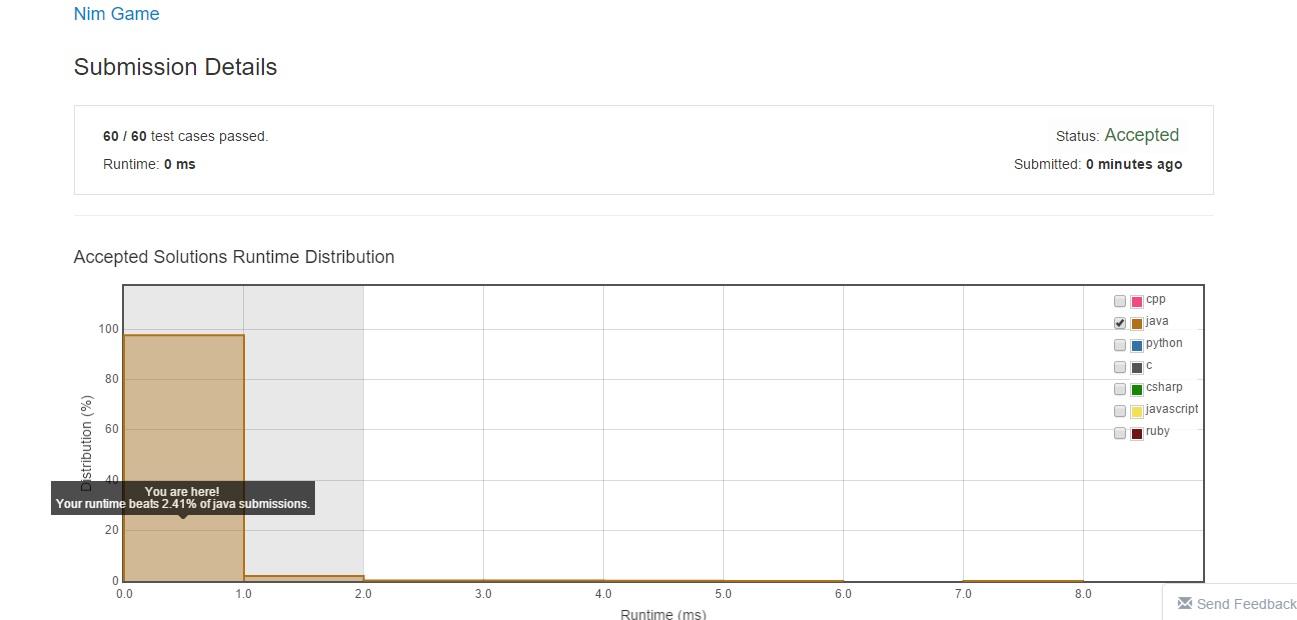 Nim Game
Submission Details
60 / 60 test cases passed.
Status: Accepted
Runtime: 0 ms
Submitted: 0 minutes ago
Accepted Solutions Runtime Distribution
cpp
java
python
c
csharp
javascript
ruby
Distribution (%)
100
80
60
40
20
0
You are here!
Your runtime beats 2.41% of java submissions.
0.0 1.0 2.0 3.0 4.0 5.0 6.0 7.0 8.0
Runtime (ms)
Send Feedback